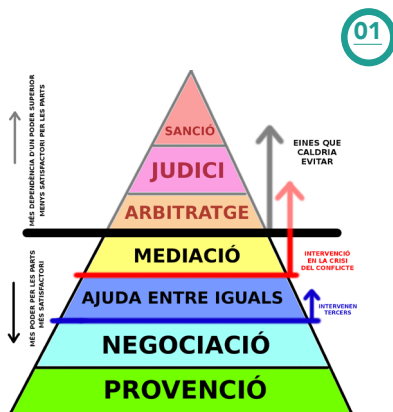 01
SANCIÓ
JUDICI
ARBITRATGE
MEDIACIÓ
AJUDA ENTRE IGUALS
NEGOCIACIÓ
PROVENCIÓ
MÉS DEPENDÈNCIA D'UN PODER SUPERIOR
MENYS SATISFACTORI PER LES PARTS
MÉS PODER PER LES PARTS
MÉS SATISFACTORI
EINES QUE
CALDRIA
EVITAR
INTERVENCIÓ
EN LA CRISI
DEL CONFLICTE
INTERVENEN
TERCERS